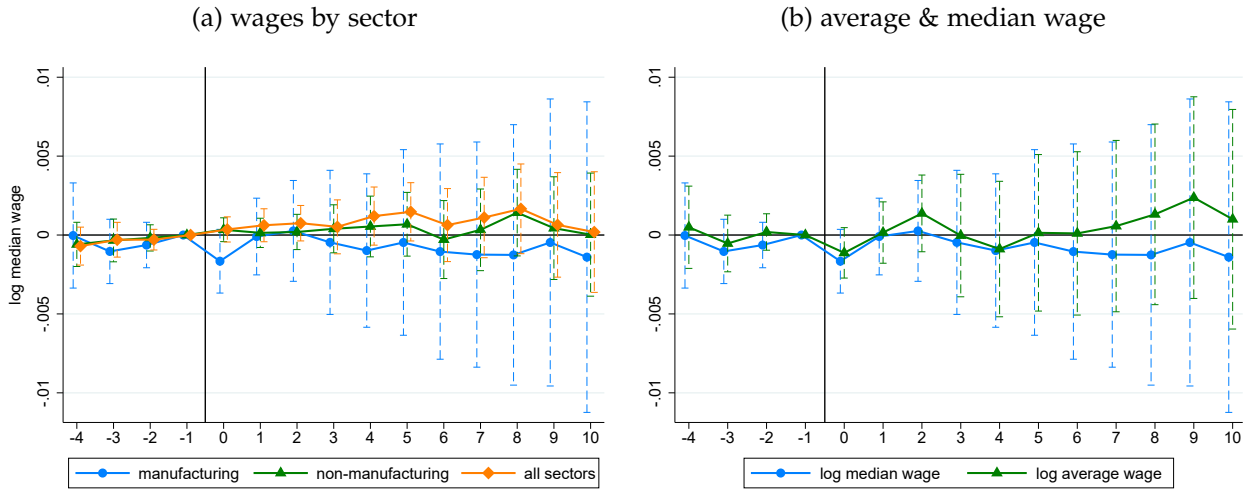 (a) wages by sector
(b) average & median wage
log median wage
.01
.005
0
-.005
-.01
-4 -3 -2 -1 0 1 2 3 4 5 6 7 8 9 10
manufacturing non-manufacturing all sectors
.01
.005
0
-.005
-.01
-4 -3 -2 -1 0 1 2 3 4 5 6 7 8 9 10
log median wage log average wage